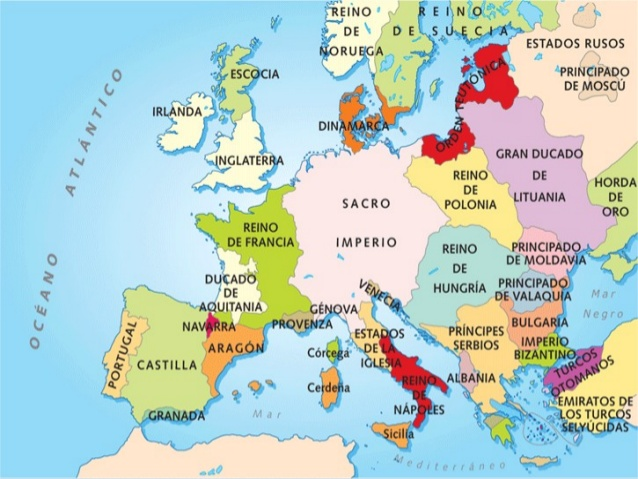 REINO
DE
NORUEGA
REINO
DE SUECIA
ESTADOS RUSOS
PRINCIPADO
DE MOSCÚ
ESCOCIA
IRLANDA
INGLATERRA
DINAMARCA
ORDEN TEUTÓNICA
GRAN DUCADO
DE
LITUANIA
HORDA
DE
ORO
REINO
DE
POLONIA
SACRO
IMPERIO
REINO
DE FRANCIA
REINO
DE
HUNGRÍA
PRINCIPADO
DE MOLDAVIA
PRINCIPADO
DE VALAQUIA
Mar
Negro
DUCADO
DE
AQUITANIA
NAVARRA
PROVENZA
GÉNOVA
VENECIA
ESTADOS
DE LA
IGLESIA
PRÍNCIPES
SERBIOS
BULGARIA
IMPERIO
BIZANTINO
TURCOS
OTOMANOS
EMIRATOS DE
LOS TURCOS
SELYÚCIDAS
PORTUGAL
CASTILLA
ARAGÓN
GRANADA
Córcega
Cerdeña
REINO
DE
NÁPOLES
ALBANIA
Sicilia
Mar
Mediterráneo
OCÉANO ATLÁNTICO